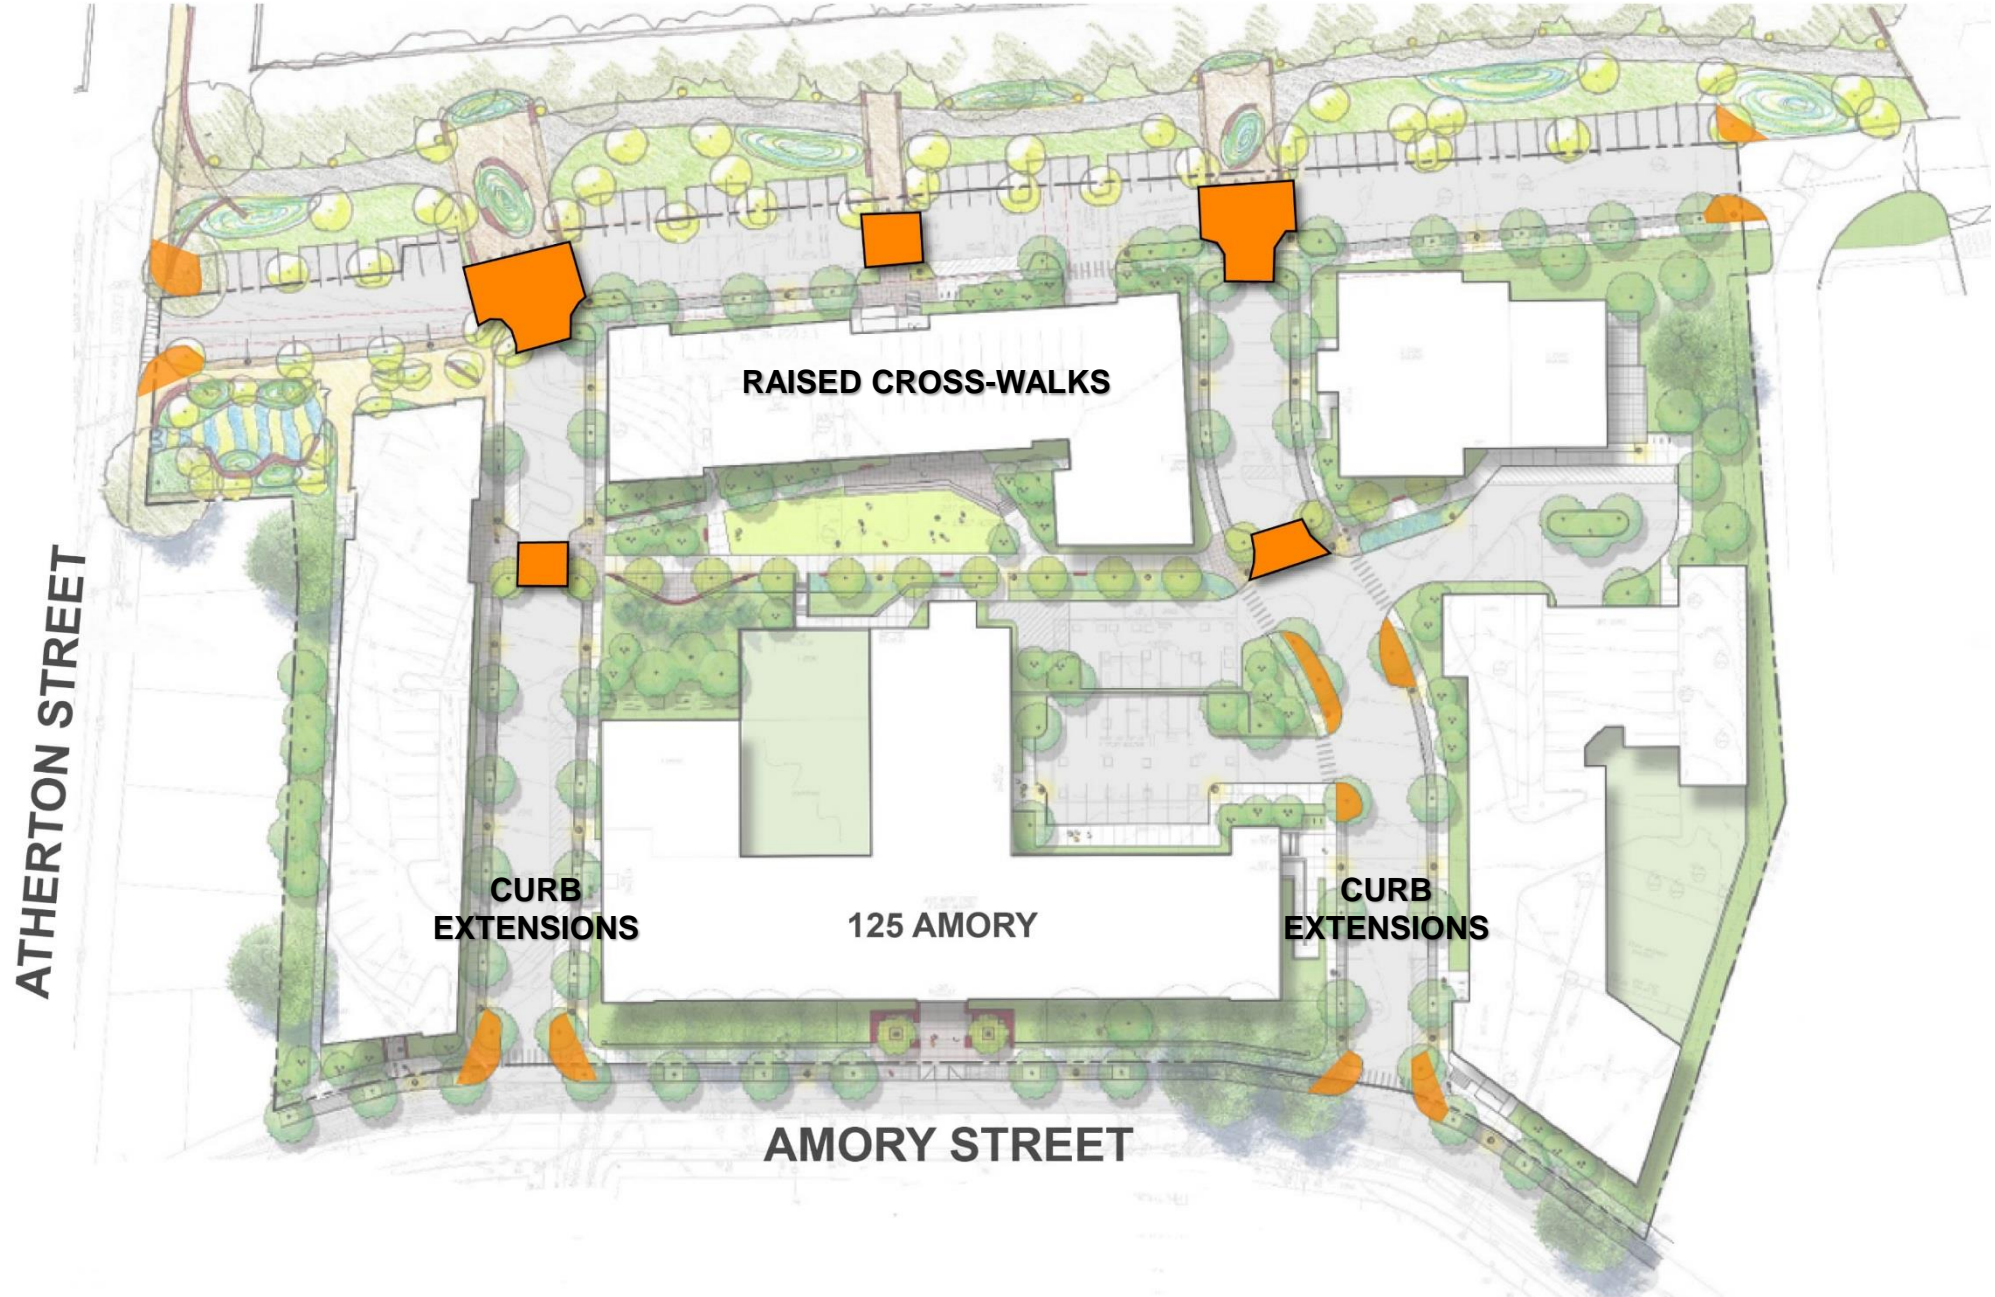 RAISED CROSS-WALKS
ATHERTON STREET
CURB
EXTENSIONS
125 AMORY
CURB
EXTENSIONS
AMORY STREET